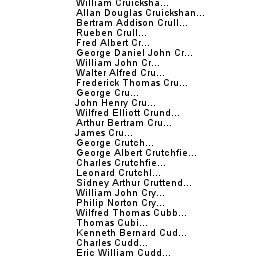 William Cruicksha...
Allan Douglas Cruickshan...
Bertram Addison Crull...
Rueben Crull...
Fred Albert Cr...
George Daniel John Cr...
William John Cr...
Walter Alfred Cru...
Frederick Thomas Cru...
George Cru...
John Henry Cru...
Wilfred Elliott Crund...
Arthur Bertram Cru...
James Cru...
George Crutch...
George Albert Crutchfie...
Charles Crutchfie...
Leonard Crutchl...
Sidney Arthur Cruttend...
William John Cry...
Philip Norton Cry...
Wilfred Thomas Cubb...
Thomas Cubi...
Kenneth Bernard Cud...
Charles Cudd...
Eric William Cudd...